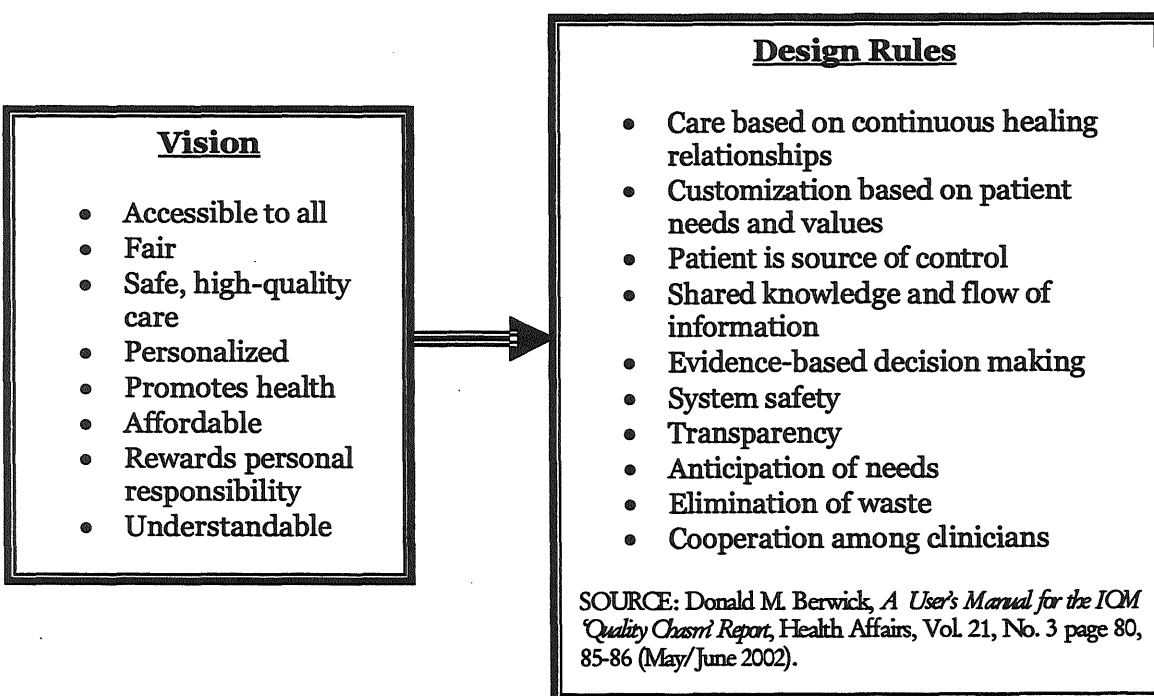 Vision
• Accessible to all
• Fair
• Safe, high-quality
care
• Personalized
• Promotes health
• Affordable
• Rewards personal
responsibility
• Understandable
Design Rules
• Care based on continuous healing
relationships
• Customization based on patient
needs and values
• Patient is source of control
• Shared knowledge and flow of
information
• Evidence-based decision making
• System safety
• Transparency
• Anticipation of needs
• Elimination of waste
• Cooperation among clinicians
SOURCE: Donald M. Berwick, A User's Manual for the IOM
'Quality Chasm' Report, Health Affairs, Vol. 21, No. 3 page 80,
85-86 (May/June 2002).